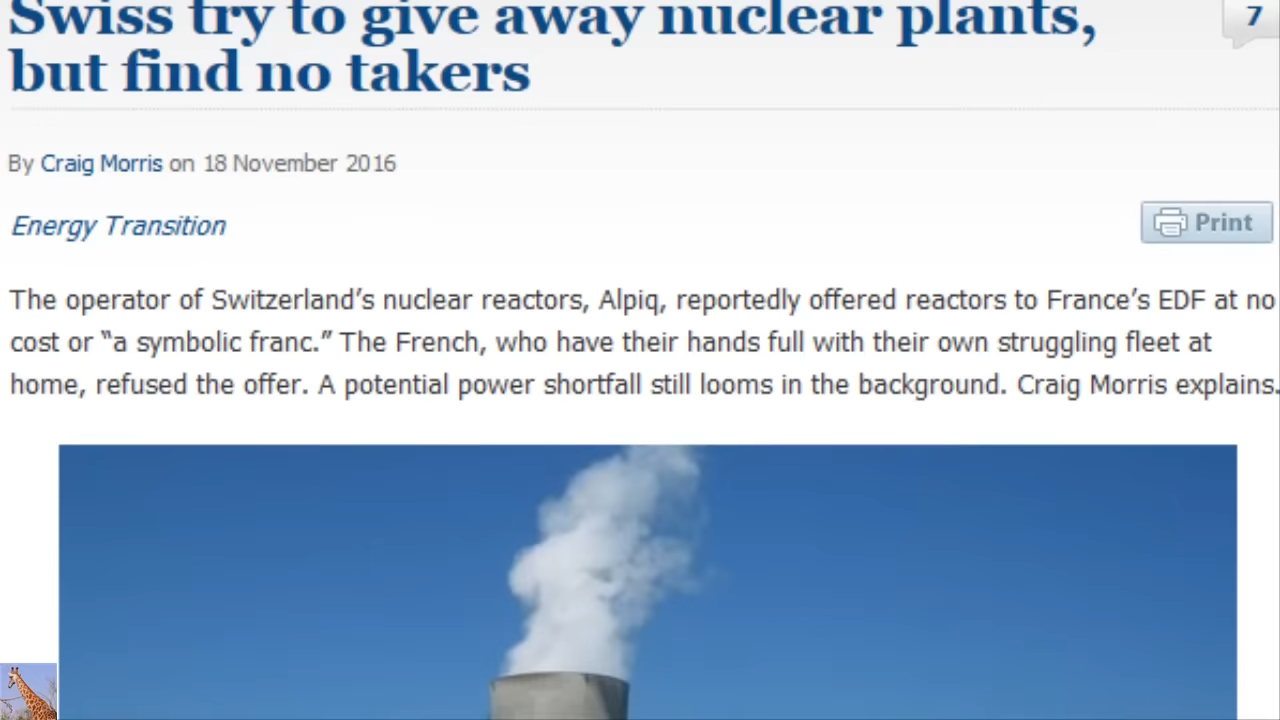 Swiss try to give away nuclear plants,
but find no takers
7
By Craig Morris on 18 November 2016
Energy Transition
Print
The operator of Switzerland’s nuclear reactors, Alpiq, reportedly offered reactors to France’s EDF at no
cost or “a symbolic franc.” The French, who have their hands full with their own struggling fleet at
home, refused the offer. A potential power shortfall still looms in the background. Craig Morris explains.